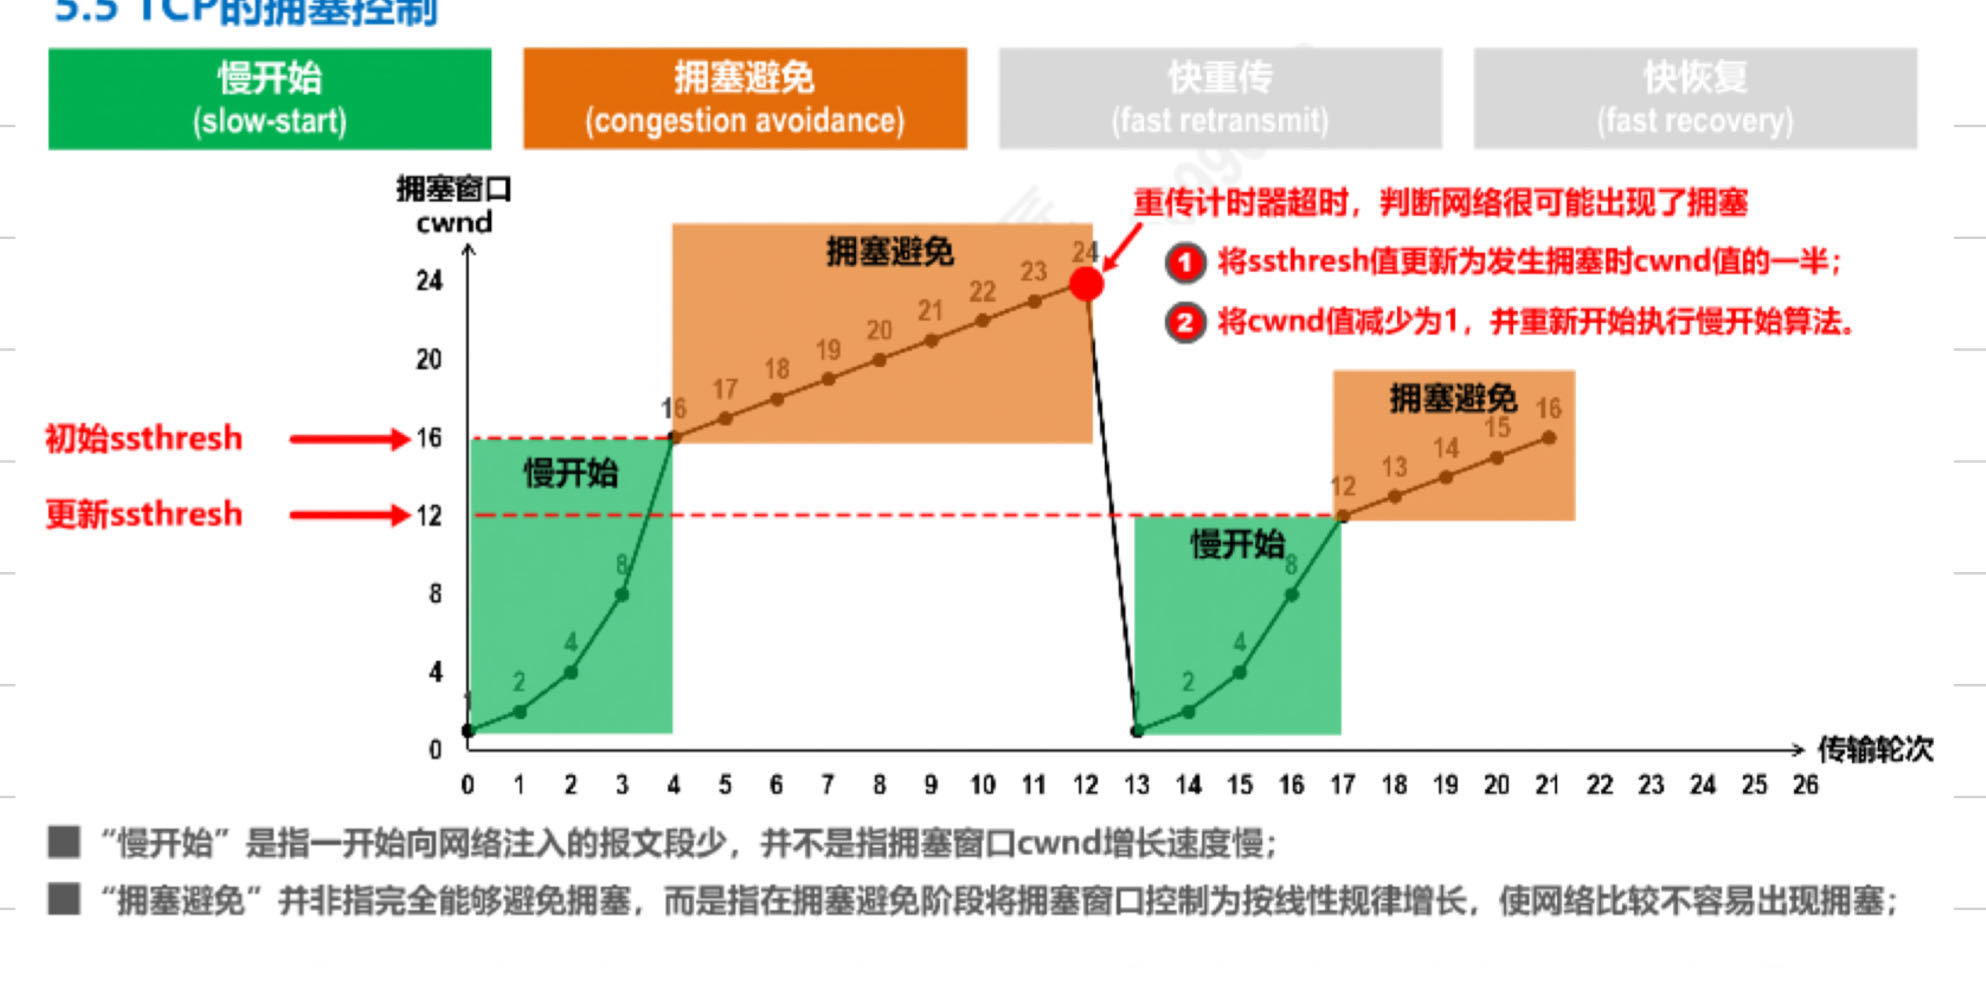 5.5 TCP的拥塞控制
慢开始
(slow-start)
拥塞避免
(congestion avoidance)
快重传
(fast retransmit)
快恢复
(fast recovery)
拥塞窗口
cwnd
重传计时器超时，判断网络很可能出现了拥塞
1 将ssthresh值更新为发生拥塞时cwnd值的一半；
2 将cwnd值减少为1，并重新开始执行慢开始算法。
拥塞避免
24
23
22
21
20
19
18
17
16
24
20
16
12
8
4
0
初始ssthresh
更新ssthresh
慢开始
8
4
2
1
拥塞避免
16
15
14
13
12
慢开始
8
4
2
1
0 1 2 3 4 5 6 7 8 9 10 11 12 13 14 15 16 17 18 19 20 21 22 23 24 25 26
传输轮次
“慢开始”是指一开始向网络注入的报文段少，并不是指拥塞窗口cwnd增长速度慢；
“拥塞避免”并非指完全能够避免拥塞，而是指在拥塞避免阶段将拥塞窗口控制为按线性规律增长，使网络比较不容易出现拥塞；